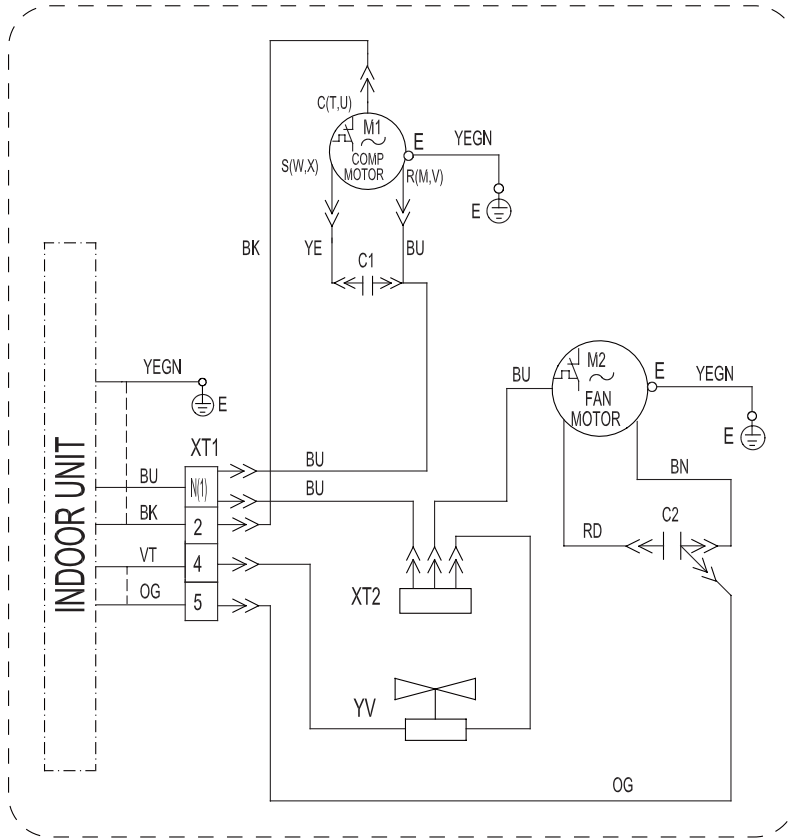 C(T,U)
M1
COMP
MOTOR
E
YEGN
S(W,X)
R(M,V)
E
BK
YE
BU
C1
YEGN
E
BU
M2
FAN
MOTOR
E
YEGN
E
INDOOR UNIT
XT1
BU
N(1)
BU
BU
BK
2
VT
4
OG
5
BN
RD
C2
XT2
YV
OG